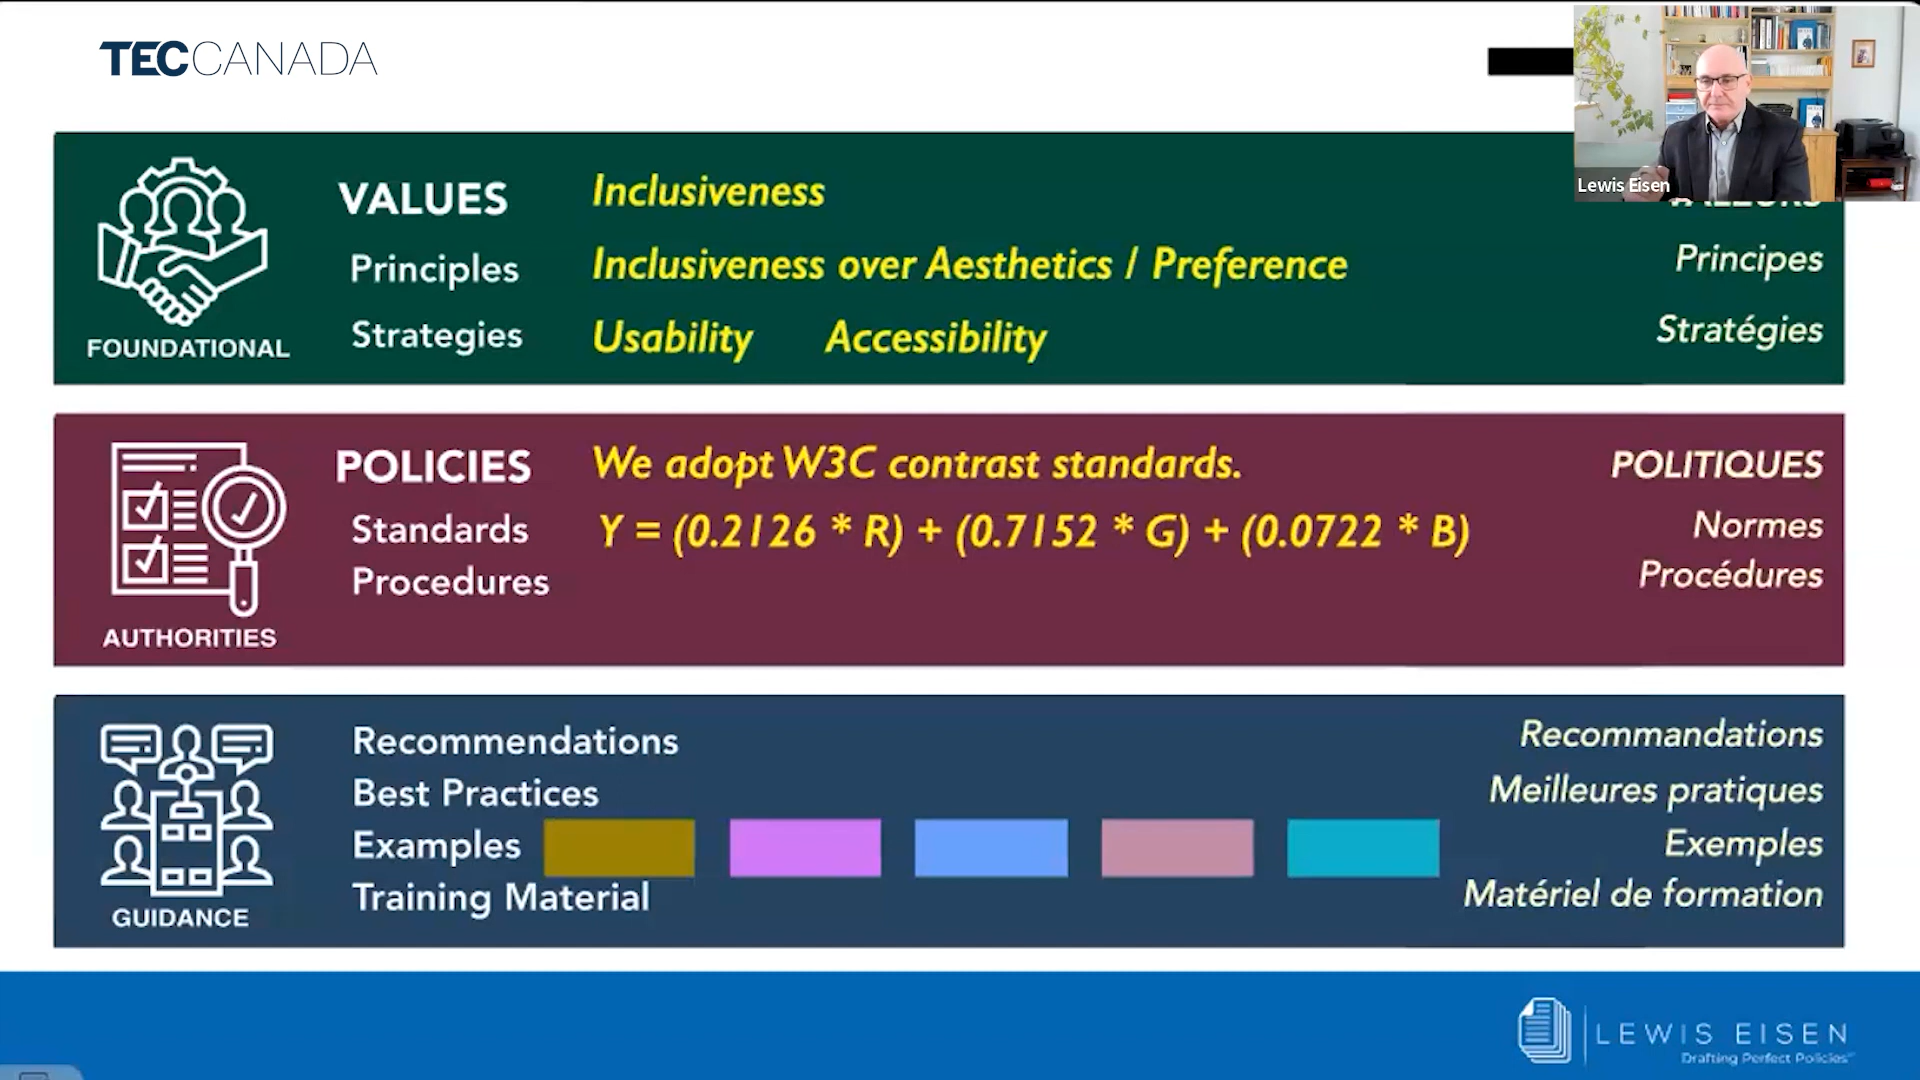 TECCANADA
Lewis Eisen
VALUES Inclusiveness VALEURS
Principles Inclusiveness over Aesthetics / Preference Principes
Strategies Usability Accessibility Stratégies
FOUNDATIONAL
POLICIES We adopt W3C contrast standards. POLITIQUES
Standards Y = (0.2126 * R) + (0.7152 * G) + (0.0722 * B) Normes
Procedures Procédures
AUTHORITIES
Recommendations Recommandations
Best Practices Meilleures pratiques
Examples Exemples
Training Material Matériel de formation
GUIDANCE
LEWIS EISEN
Drafting Perfect Policies